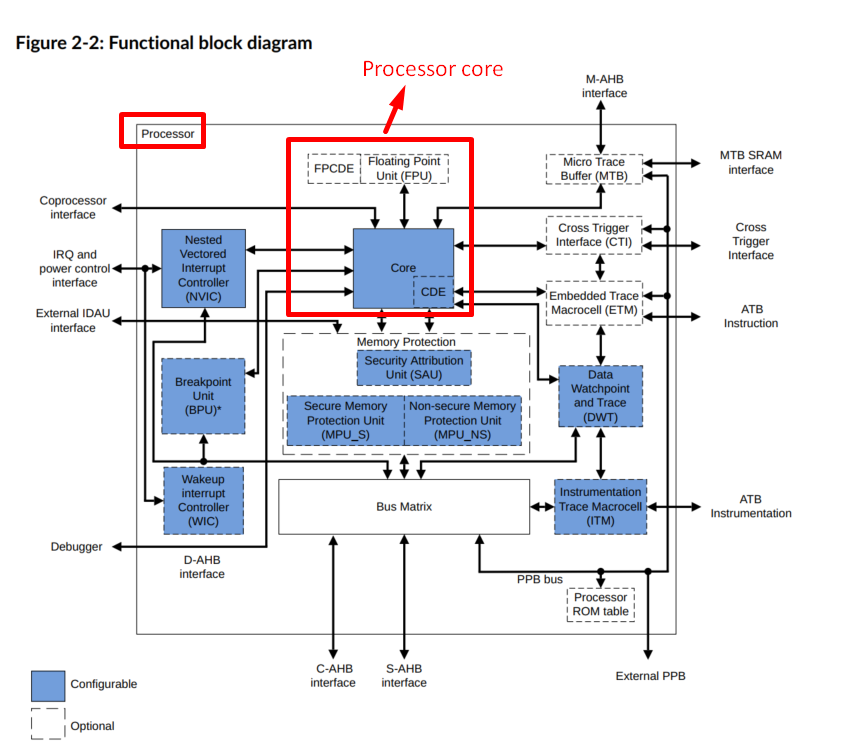 Figure 2-2: Functional block diagram
Processor core
M-AHB
interface
Processor
FPCDE
Floating Point
Unit (FPU)
Micro Trace
Buffer (MTB)
MTB SRAM
interface
Coprocessor
interface
Nested
Vectored
Interrupt
Controller
(NVIC)
Core
CDE
Cross Trigger
Interface (CTI)
Cross
Trigger
Interface
IRQ and
power control
interface
External IDAU
interface
Embedded Trace
Macrocell (ETM)
ATB
Instruction
Memory Protection
Security Attribution
Unit (SAU)
Breakpoint
Unit
(BPU)*
Data
Watchpoint
and Trace
(DWT)
Secure Memory
Protection Unit
(MPU_S)
Non-secure Memory
Protection Unit
(MPU_NS)
Wakeup
interrupt
Controller
(WIC)
Bus Matrix
Instrumentation
Trace Macrocell
(ITM)
ATB
Instrumentation
Debugger
D-AHB
interface
PPB bus
Processor
ROM table
C-AHB
interface
S-AHB
interface
External PPB
Configurable
Optional